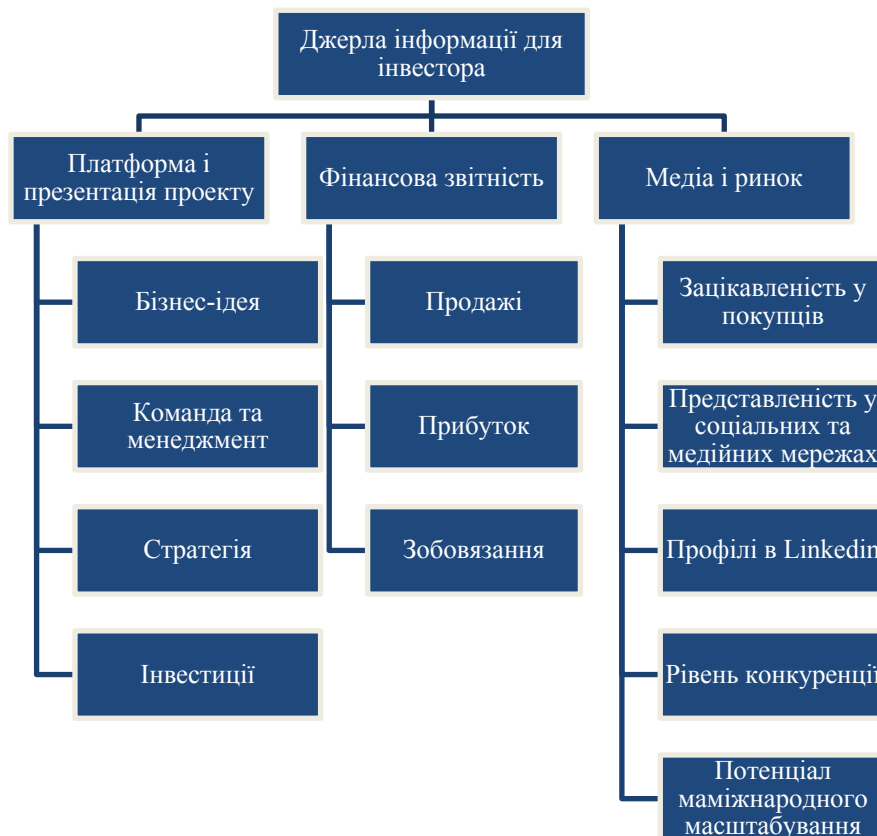 Джерла інформації для
інвестора
Платформа і
презентація проекту
Фінансова звітність
Медіа і ринок
Бізнес-ідея
Команда та
менеджмент
Стратегія
Інвестиції
Продажі
Прибуток
Зобовязання
Зацікавленість у
покупців
Представленість у
соціальних та
медійних мережах
Профілі в Linkedin
Рівень конкуренції
Потенціал
маміжнародного
масштабування